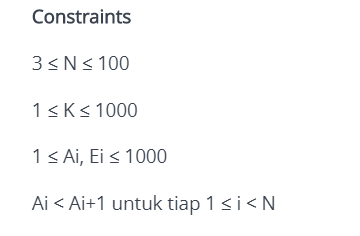 Constraints
3 ≤ N ≤ 100
1 ≤ K ≤ 1000
1 ≤ Ai, Ei ≤ 1000
Ai < Ai+1 untuk tiap 1 ≤ i < N